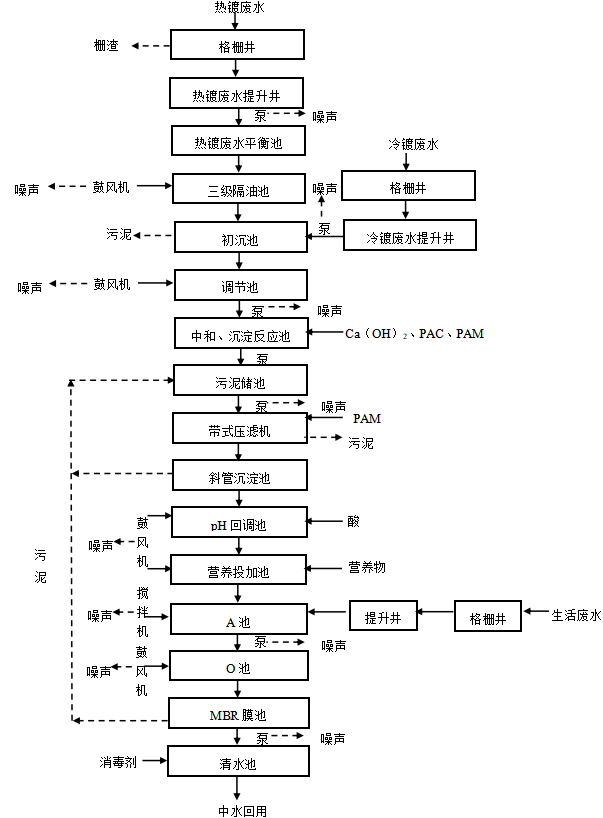 热镀废水
栅渣
格栅井
热镀废水提升井
泵
噪声
热镀废水平衡池
冷镀废水
噪声
鼓风机
三级隔油池
噪声
格栅井
污泥
初沉池
泵
冷镀废水提升井
噪声
鼓风机
调节池
泵
噪声
中和、沉淀反应池
Ca（OH）₂、PAC、PAM
泵
污泥储池
泵
噪声
PAM
带式压滤机
污泥
斜管沉淀池
污泥
噪声
鼓风机
pH 回调池
酸
营养投加池
营养物
噪声
搅拌机
A 池
提升井
格栅井
生活废水
泵
噪声
噪声
鼓风机
O 池
MBR 膜池
泵
噪声
消毒剂
清水池
中水回用